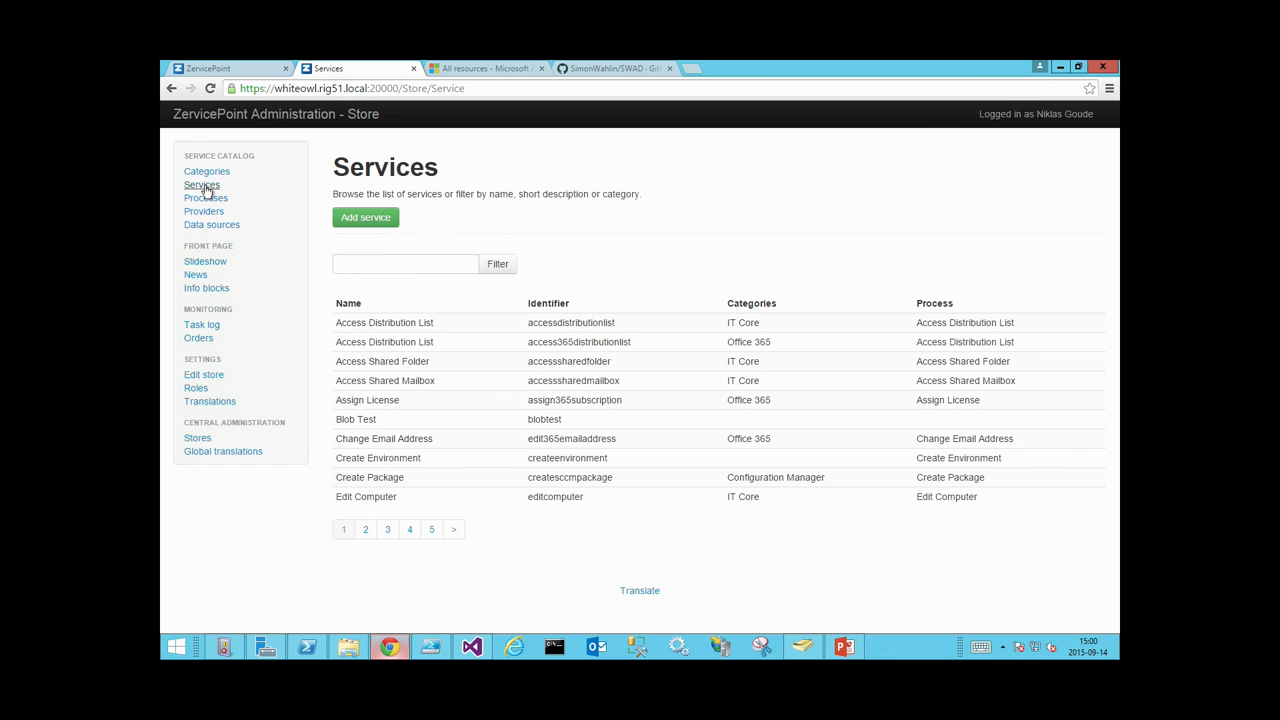 ZervicePoint
Services
All resources - Microsoft
SimonWahlin/SWAD - Git
https://whiteowl.rig51.local:20000/Store/Service
ZervicePoint Administration - Store
Logged in as Niklas Goude
SERVICE CATALOG
Categories
Services
Processes
Providers
Data sources
FRONT PAGE
Slideshow
News
Info blocks
MONITORING
Task log
Orders
SETTINGS
Edit store
Roles
Translations
CENTRAL ADMINISTRATION
Stores
Global translations
Services
Browse the list of services or filter by name, short description or category.
Add service
Filter
Name Identifier Categories Process
Access Distribution List accessdistributionlist IT Core Access Distribution List
Access Distribution List access365distributionlist Office 365 Access Distribution List
Access Shared Folder accesssharedfolder IT Core Access Shared Folder
Access Shared Mailbox accesssharedmailbox IT Core Access Shared Mailbox
Assign License assign365subscription Office 365 Assign License
Blob Test blobtest
Change Email Address edit365emailaddress Office 365 Change Email Address
Create Environment createenvironment Create Environment
Create Package createsccmpackage Configuration Manager Create Package
Edit Computer editcomputer IT Core Edit Computer
1 2 3 4 5 >
Translate
15:00
2015-09-14